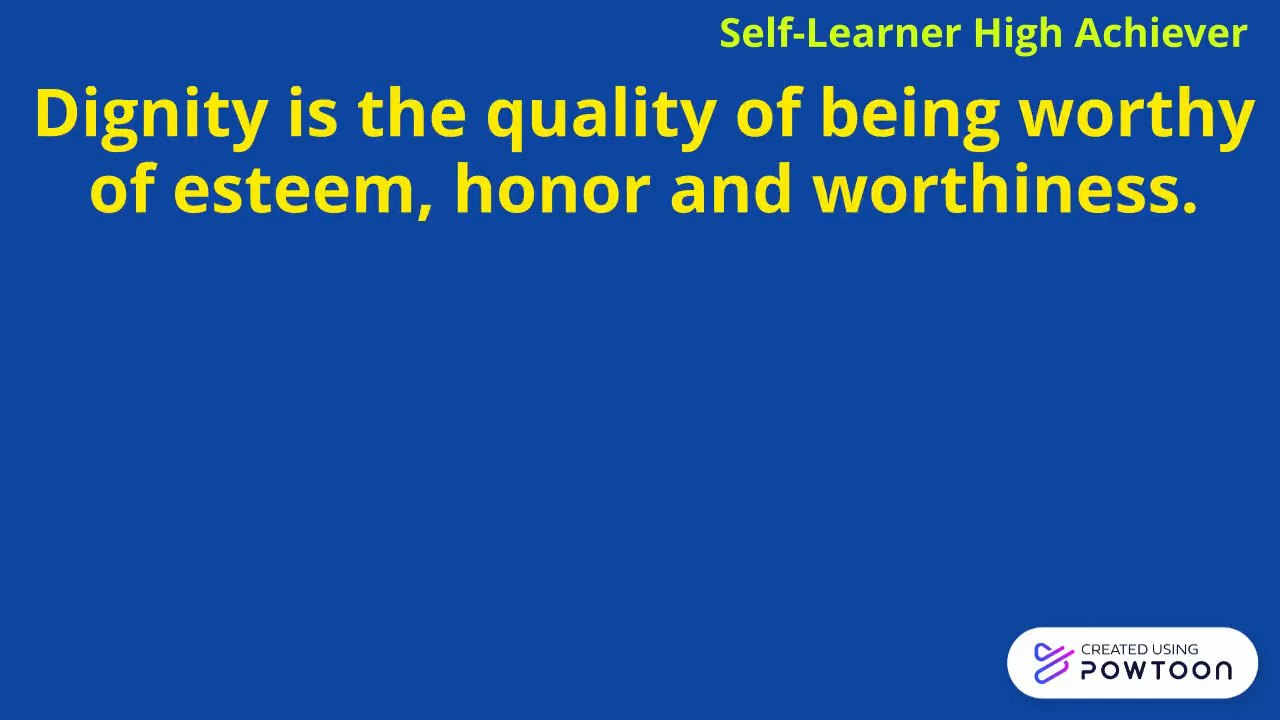 Self-Learner High Achiever
Dignity is the quality of being worthy
of esteem, honor and worthiness.
CREATED USING
POWTOON